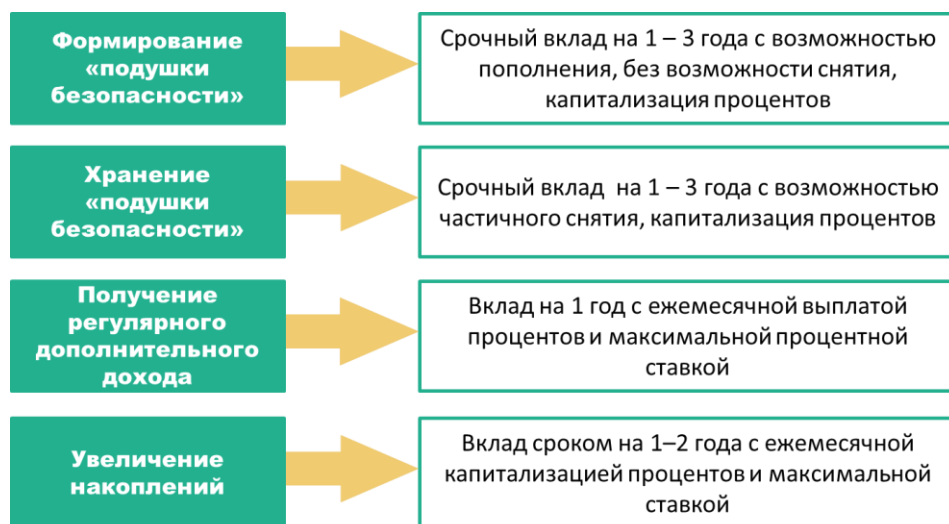 Формирование
«подушки
безопасности»
Срочный вклад на 1 – 3 года с возможностью
пополнения, без возможности снятия,
капитализация процентов
Хранение
«подушки
безопасности»
Срочный вклад на 1 – 3 года с возможностью
частичного снятия, капитализация процентов
Получение
регулярного
дополнительного
дохода
Вклад на 1 год с ежемесячной выплатой
процентов и максимальной процентной
ставкой
Увеличение
накоплений
Вклад сроком на 1–2 года с ежемесячной
капитализацией процентов и максимальной
ставкой